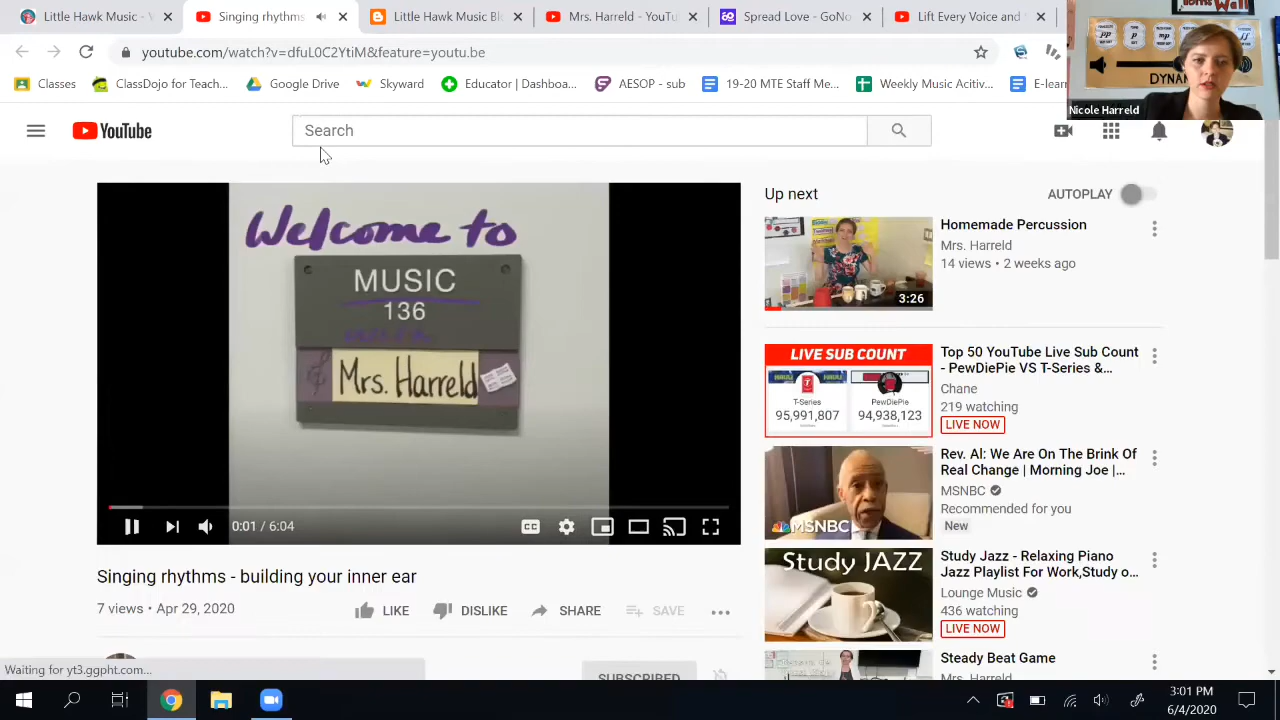 Little Hawk Music -
Singing rhythms
Little Hawk Music
Mrs. Harreld - YouTu
Spread Love - GoNo
Lift Every Voice and
youtube.com/watch?v=dfuL0C2YtiM&feature=youtube
Classes
ClassDojo for Teach...
Google Drive
Skyward
Educator | Dashboa...
AESOP - sub
19-20 MTE Staff Me...
Weekly Music Acitivi...
E-learn
pp
p
mp
ff
DYNA
Nicole Harreld
YouTube
Search
Welcome to
MUSIC
136
Mrs. Harreld
0:01 / 6:04
CC
Singing rhythms - building your inner ear
7 views • Apr 29, 2020
LIKE
DISLIKE
SHARE
SAVE
SUBSCRIBED
Up next
AUTOPLAY
3:26
Homemade Percussion
Mrs. Harreld
14 views • 2 weeks ago
LIVE SUB COUNT
T-Series
PewDiePie
95,991,807
94,938,123
Top 50 YouTube Live Sub Count
- PewDiePie VS T-Series &...
Chane
219 watching
LIVE NOW
MSNBC
Rev. Al: We Are On The Brink Of
Real Change | Morning Joe |...
MSNBC
Recommended for you
New
Study JAZZ
Study Jazz - Relaxing Piano
Jazz Playlist For Work,Study o...
Lounge Music
436 watching
LIVE NOW
Steady Beat Game
Mrs. Harreld
Waiting for yt3.ggpht.com...
3:01 PM
6/4/2020